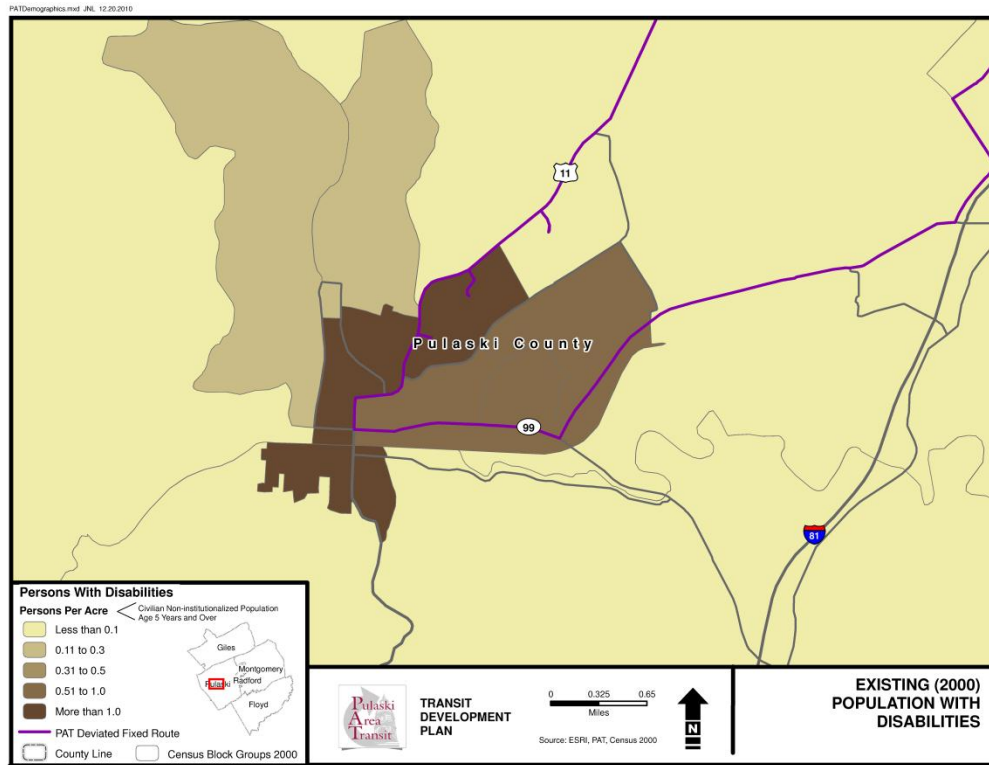 PATDemographics.mxd JNL 12.20.2010
11
Pulaski County
99
81
Persons With Disabilities
Persons Per Acre
Civilian Non-institutionalized Population
Age 5 Years and Over
Less than 0.1
0.11 to 0.3
0.31 to 0.5
0.51 to 1.0
More than 1.0
PAT Deviated Fixed Route
County Line
Census Block Groups 2000
Giles
Montgomery
Pulaski
Radford
Floyd
Pulaski
Area
Transit
TRANSIT
DEVELOPMENT
PLAN
0 0.325 0.65
Miles
Source: ESRI, PAT, Census 2000
N
EXISTING (2000)
POPULATION WITH
DISABILITIES